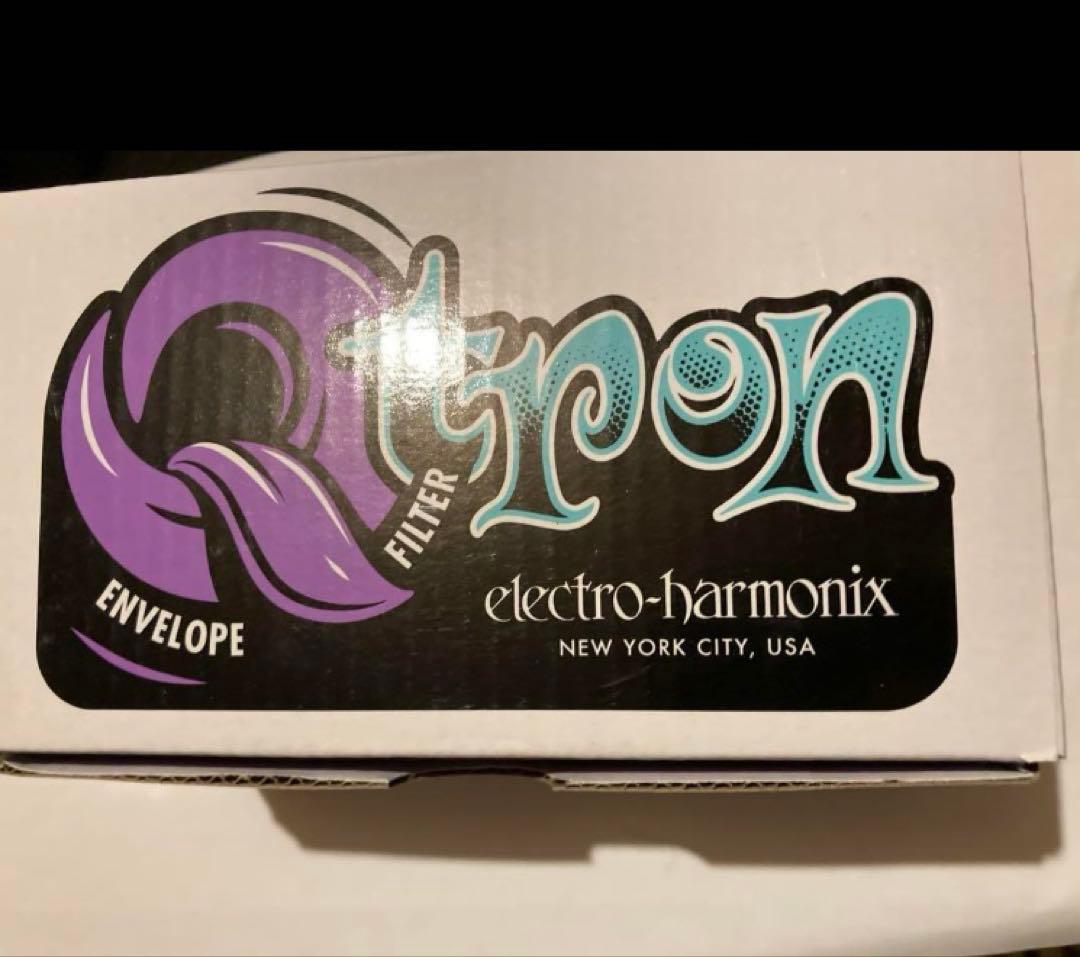 Qtron
ENVELOPE FILTER
electro-harmonix
NEW YORK CITY, USA